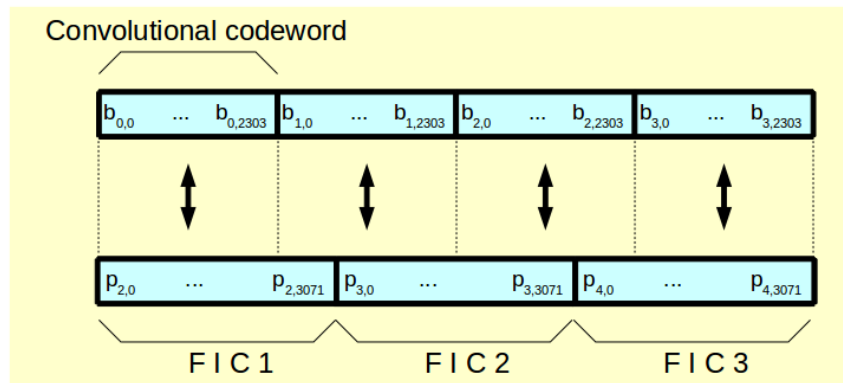 Convolutional codeword
b0,0 ... b0,2303 b1,0 ... b1,2303 b2,0 ... b2,2303 b3,0 ... b3,2303
p2,0 ... p2,3071 p3,0 ... p3,3071 p4,0 ... p4,3071
F I C 1 F I C 2 F I C 3